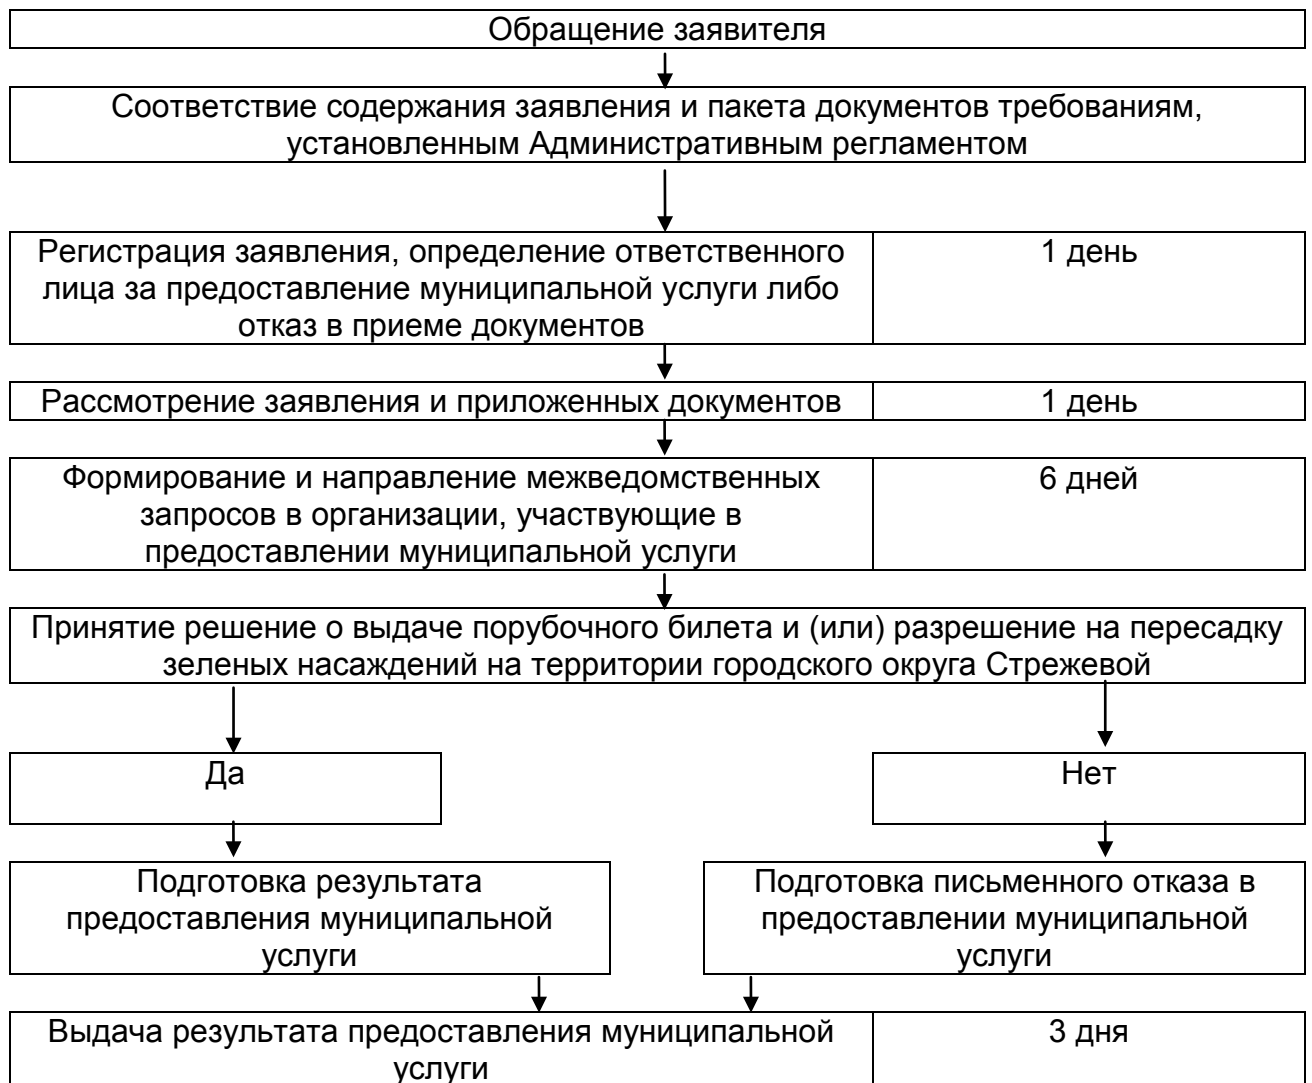 Обращение заявителя
Соответствие содержания заявления и пакета документов требованиям,
установленным Административным регламентом
Регистрация заявления, определение ответственного
лица за предоставление муниципальной услуги либо
отказ в приеме документов
1 день
Рассмотрение заявления и приложенных документов
1 день
Формирование и направление межведомственных
запросов в организации, участвующие в
предоставлении муниципальной услуги
6 дней
Принятие решение о выдаче порубочного билета и (или) разрешение на пересадку
зеленых насаждений на территории городского округа Стрежевой
Да
Нет
Подготовка результата
предоставления муниципальной
услуги
Подготовка письменного отказа в
предоставлении муниципальной
услуги
Выдача результата предоставления муниципальной
услуги
3 дня